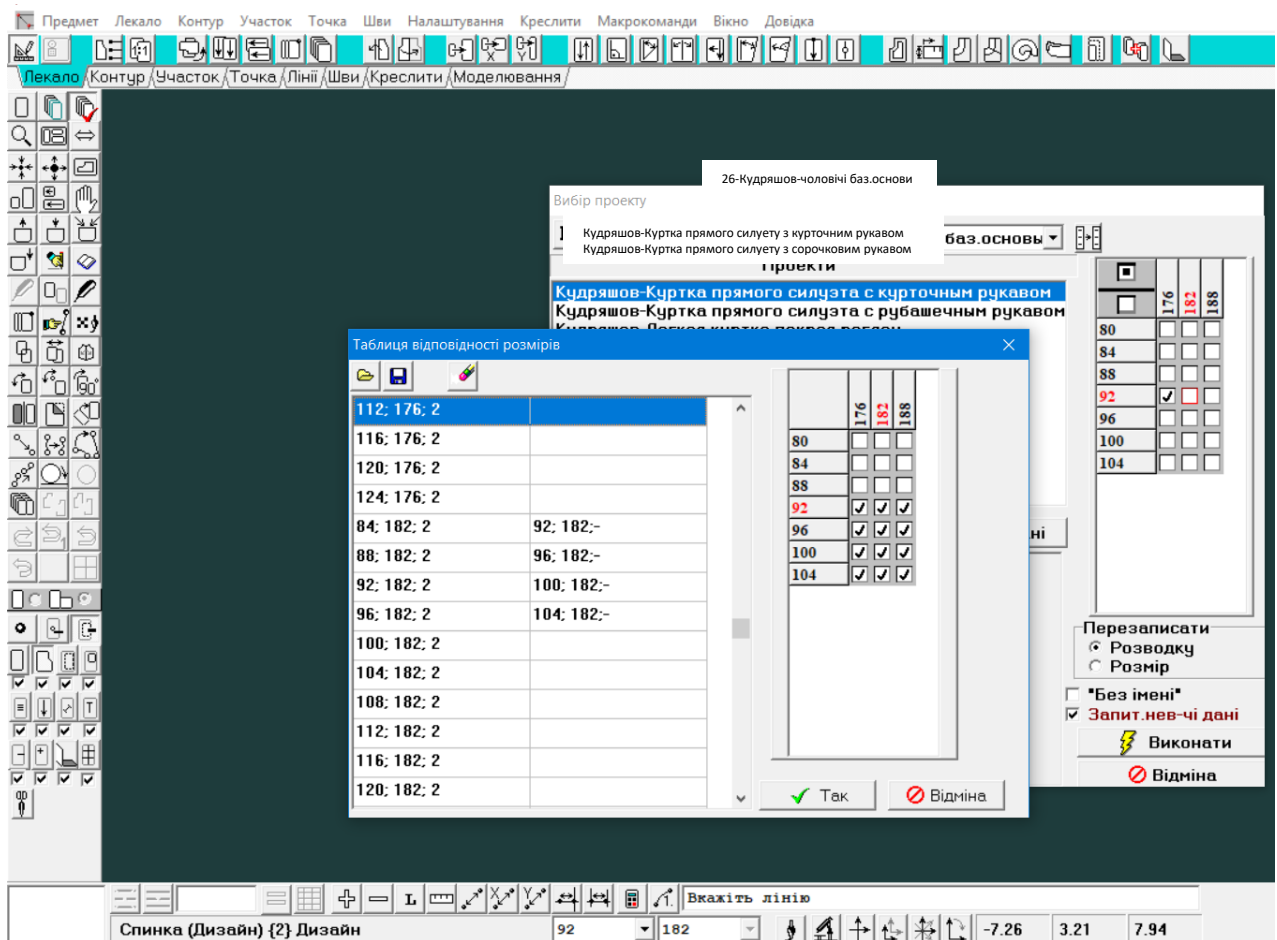 Предмет Лекало Контур Участок Точка Шви Налаштування Креслити Макрокоманди Вікно Довідка
Лекало Контур Участок Точка Лінії Шви Креслити Моделювання
26-Кудряшов-чоловічі баз.основи
Вибір проекту
Кудряшов-Куртка прямого силуету з курточним рукавом
Кудряшов-Куртка прямого силуету з сорочковим рукавом
баз.основы
Проекти
Кудряшов-Куртка прямого силуэта с курточным рукавом
Кудряшов-Куртка прямого силуэта с рубашечным рукавом
Кудряшов-Легкая куртка покроя реглан
176 182 188
80
84
88
92
96
100
104
Таблиця відповідності розмірів
112; 176; 2
116; 176; 2
120; 176; 2
124; 176; 2
84; 182; 2 92; 182;-
88; 182; 2 96; 182;-
92; 182; 2 100; 182;-
96; 182; 2 104; 182;-
100; 182; 2
104; 182; 2
108; 182; 2
112; 182; 2
116; 182; 2
120; 182; 2
176 182 188
80
84
88
92
96
100
104
Так Відміна
ні
Перезаписати
Розводку
Розмір
"Без імені"
Запит.нев-чі дані
Виконати
Відміна
Вкажіть лінію
Спинка (Дизайн) {2} Дизайн 92 182 -7.26 3.21 7.94